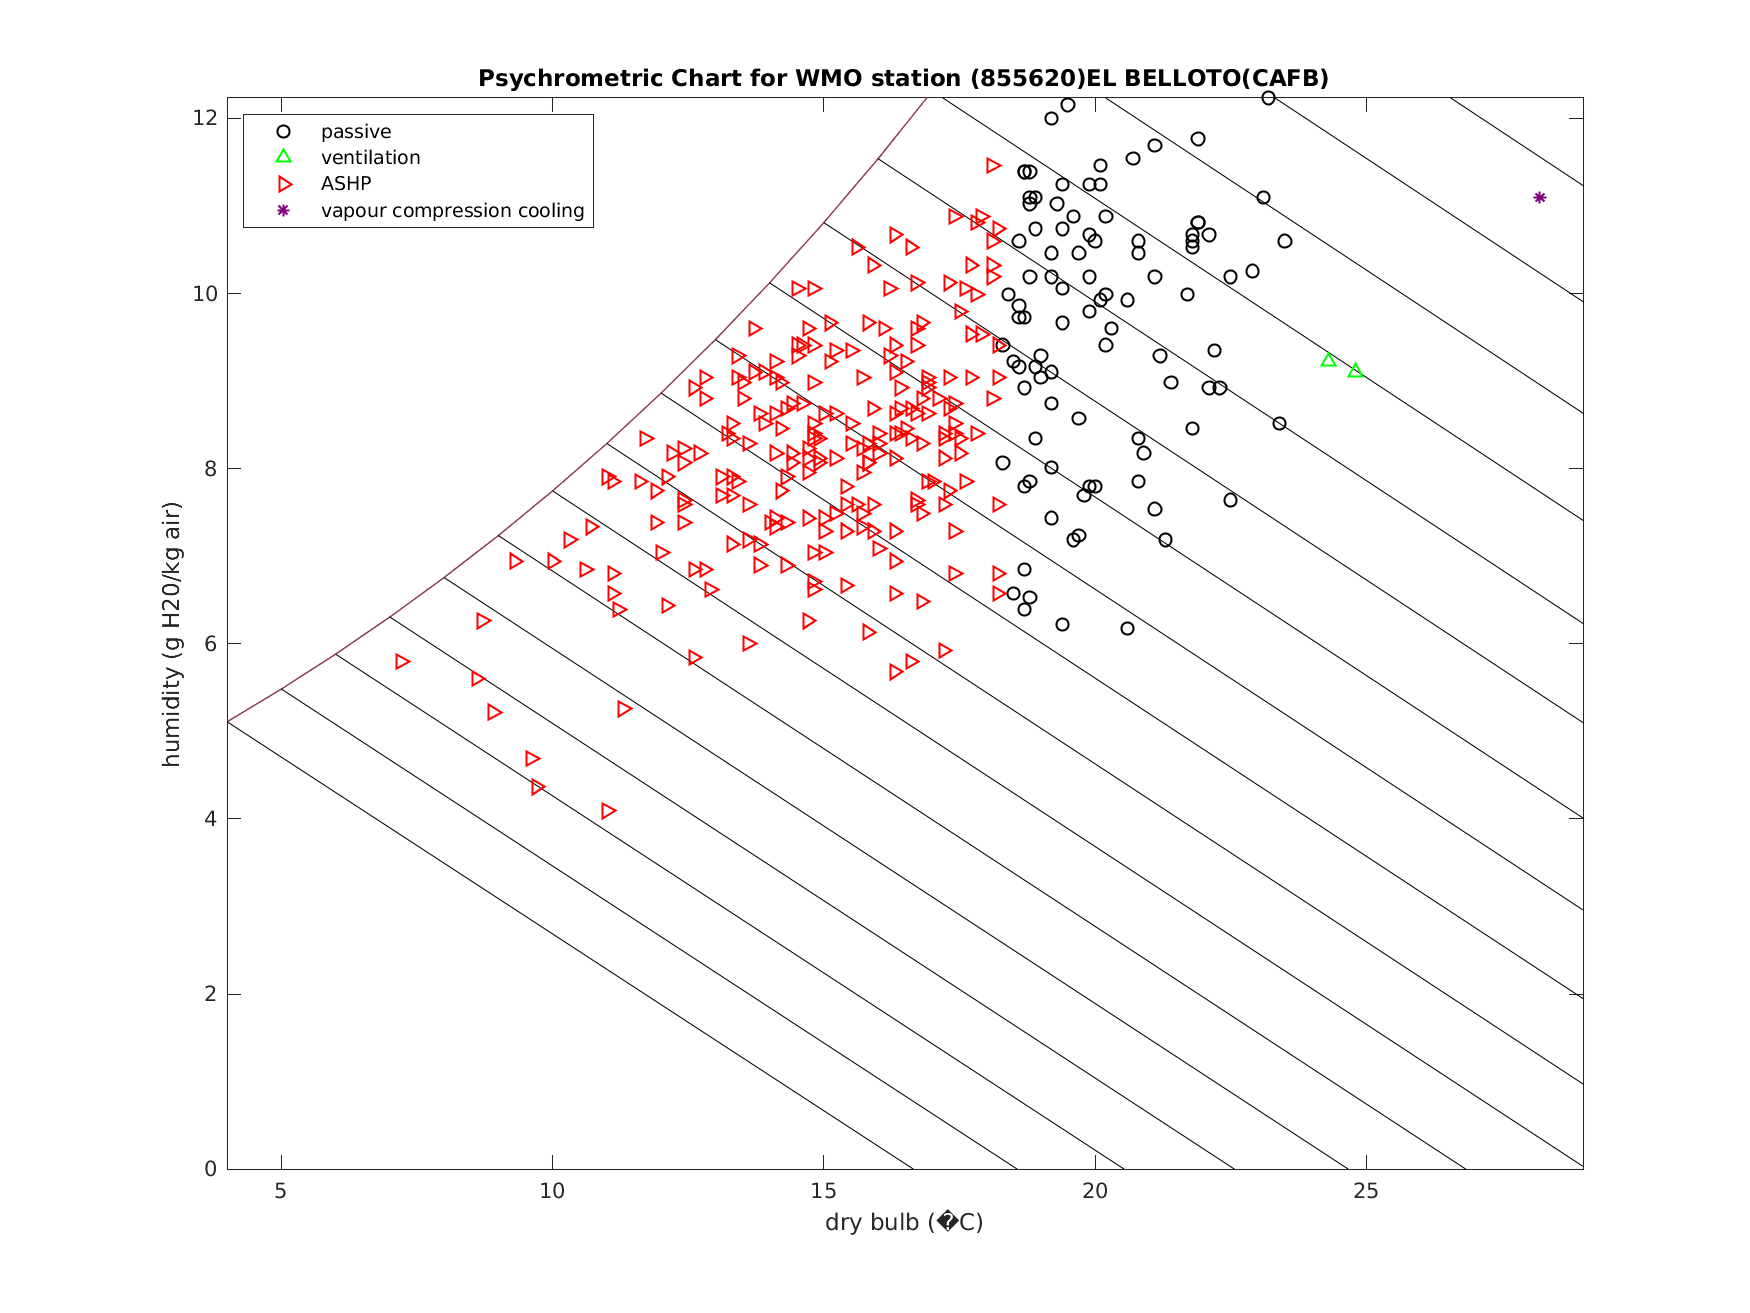 Psychrometric Chart for WMO station (855620)EL BELLOTO(CAFB)
passive
ventilation
ASHP
vapour compression cooling
humidity (g H20/kg air)
12
10
8
6
4
2
0
5 10 15 20 25
dry bulb (�C)